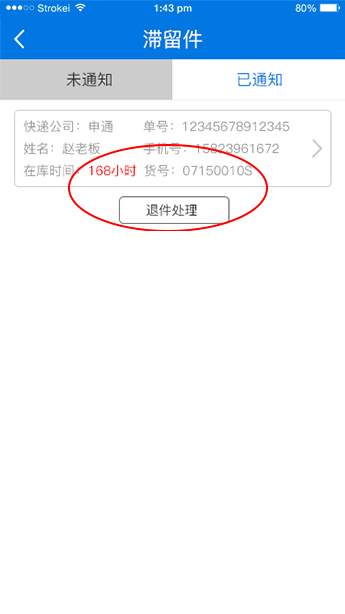 Strokei 1:43 pm 80%
滞留件
未通知 已通知
快递公司：申通 单号：12345678912345
姓名：赵老板 手机号：15823961672
在库时间：168小时 货号：07150010S
退件处理